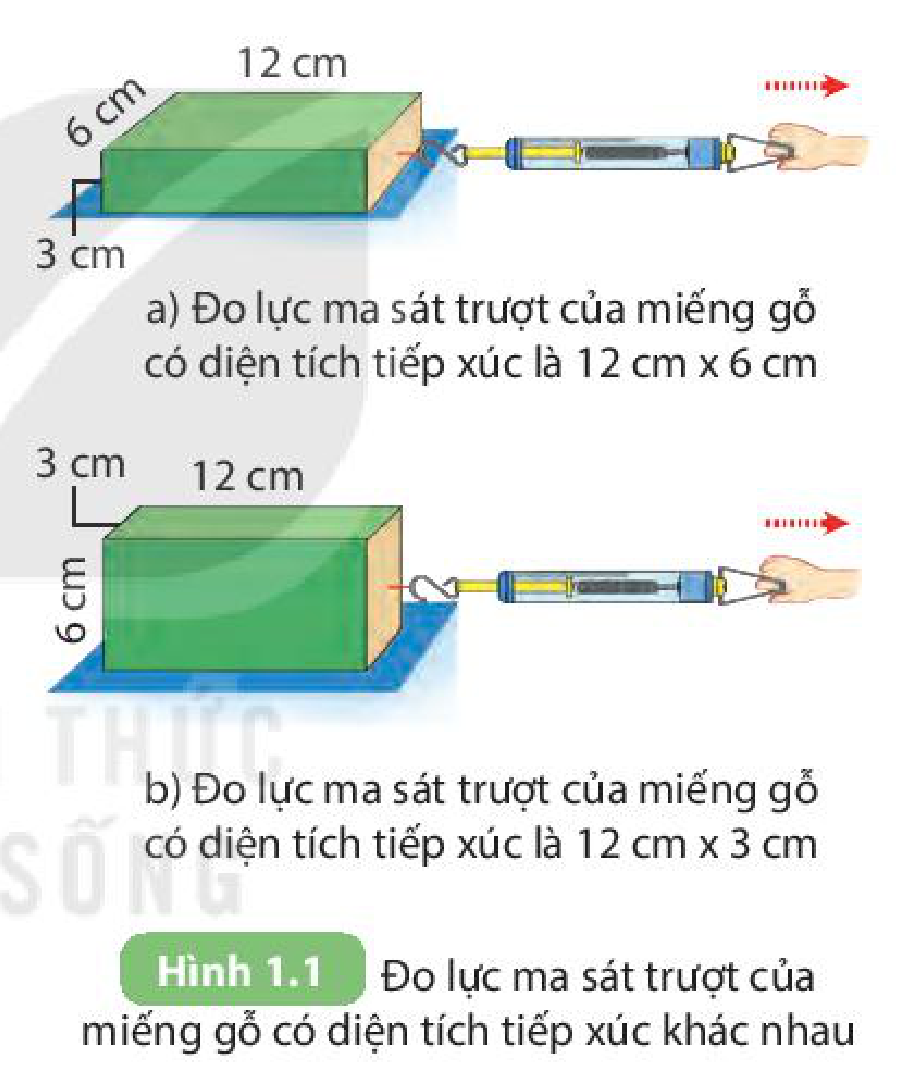 12 cm
6 cm
3 cm
a) Đo lực ma sát trượt của miếng gỗ
có diện tích tiếp xúc là 12 cm x 6 cm
3 cm
12 cm
6 cm
THỨC
SỐNG
b) Đo lực ma sát trượt của miếng gỗ
có diện tích tiếp xúc là 12 cm x 3 cm
Hình 1.1 Đo lực ma sát trượt của
miếng gỗ có diện tích tiếp xúc khác nhau